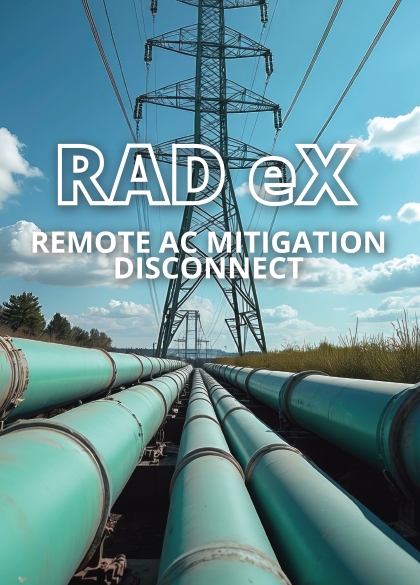 RAD eX
REMOTE AC MITIGATION
DISCONNECT